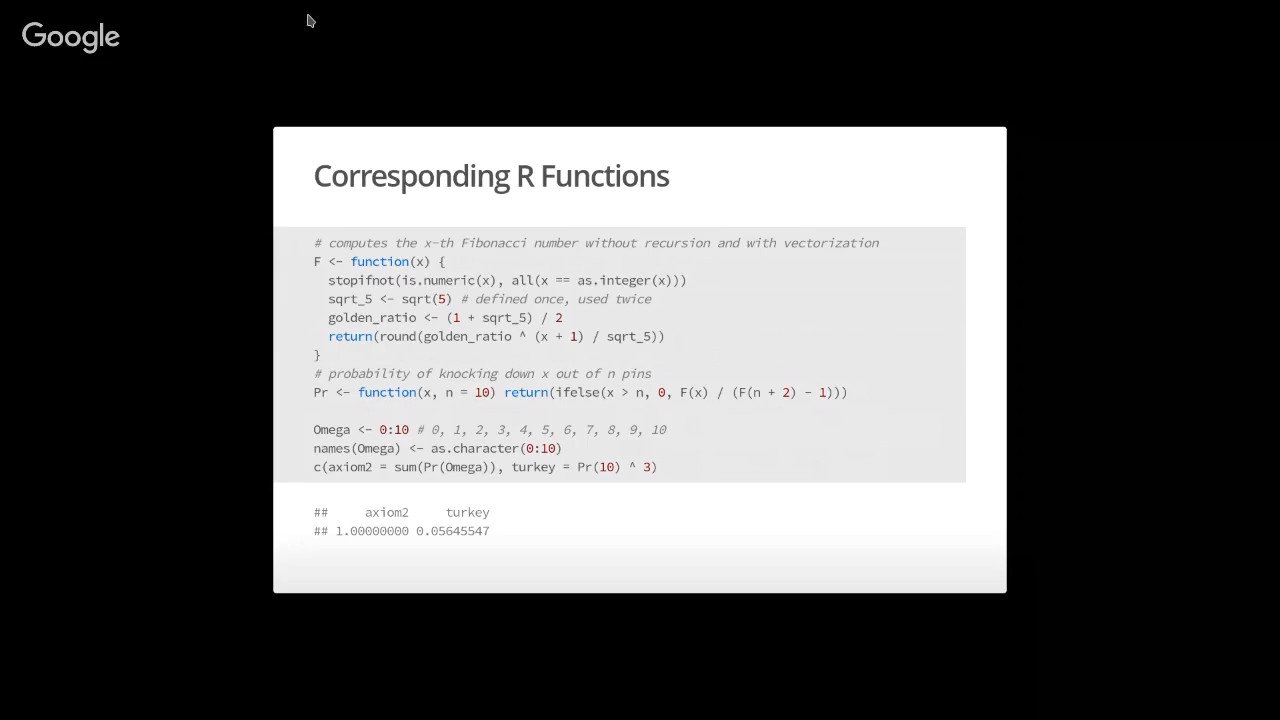 Google
Corresponding R Functions
# computes the x-th Fibonacci number without recursion and with vectorization
F <- function(x) {
  stopifnot(is.numeric(x), all(x == as.integer(x)))
  sqrt_5 <- sqrt(5) # defined once, used twice
  golden_ratio <- (1 + sqrt_5) / 2
  return(round(golden_ratio ^ (x + 1) / sqrt_5))
}
# probability of knocking down x out of n pins
Pr <- function(x, n = 10) return(ifelse(x > n, 0, F(x) / (F(n + 2) - 1)))
Omega <- 0:10 # 0, 1, 2, 3, 4, 5, 6, 7, 8, 9, 10
names(Omega) <- as.character(0:10)
c(axiom2 = sum(Pr(Omega)), turkey = Pr(10) ^ 3)
##     axiom2     turkey
## 1.00000000 0.05645547